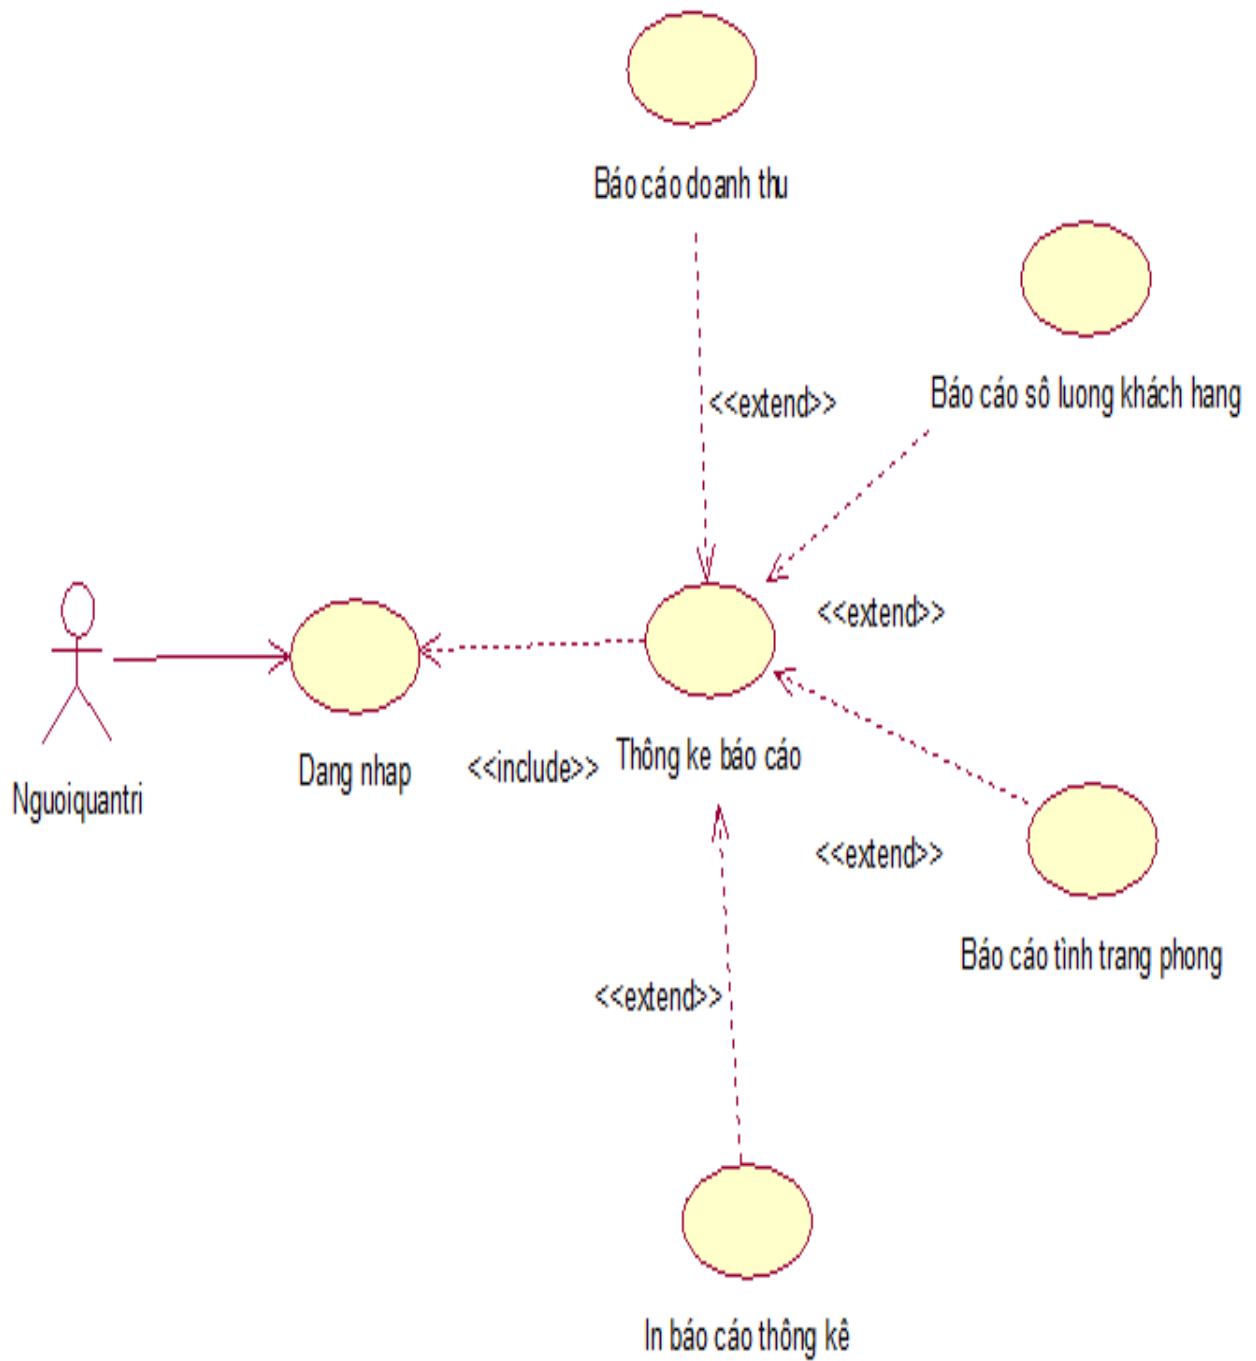 Báo cáo doanh thu
<<extend>>
Báo cáo sô luong khách hang
<<extend>>
Nguoiquantri
Dang nhap
<<include>>
Thông ke báo cáo
<<extend>>
Báo cáo tình trang phong
<<extend>>
In báo cáo thông kê